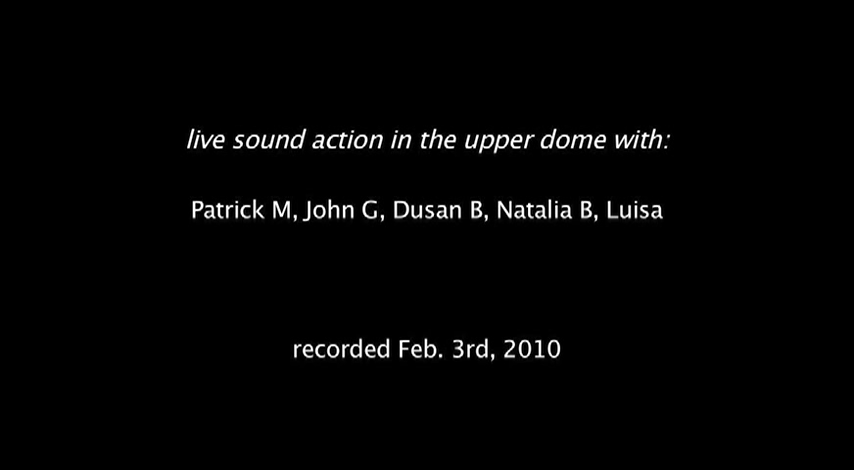 live sound action in the upper dome with:
Patrick M, John G, Dusan B, Natalia B, Luisa
recorded Feb. 3rd, 2010